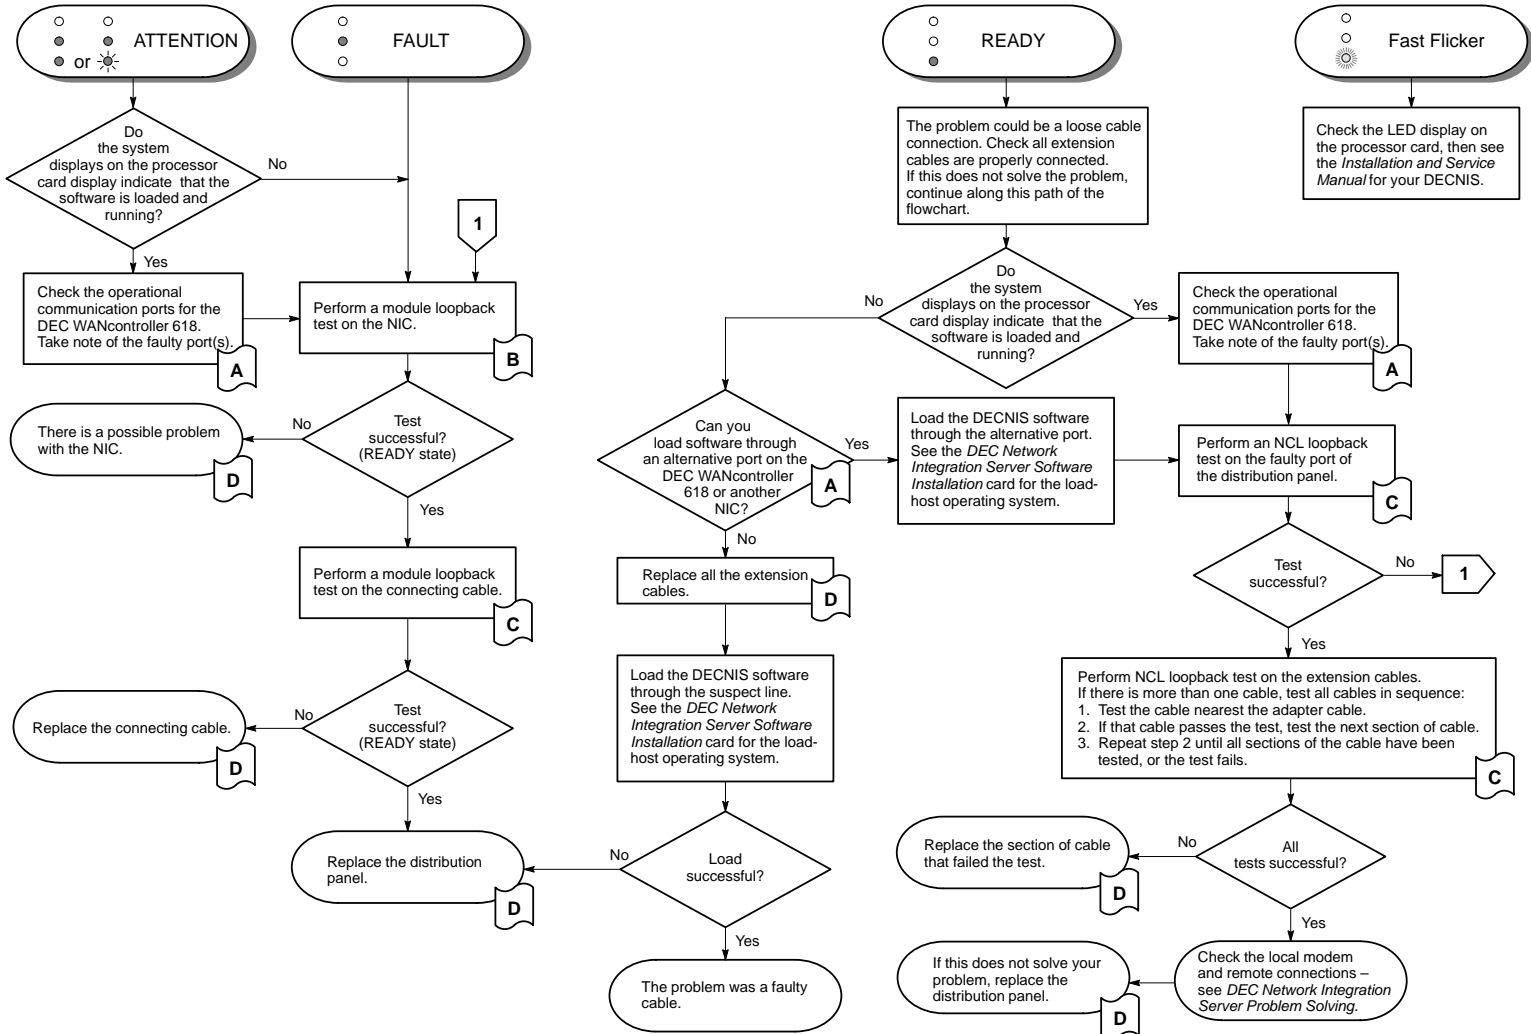 ATTENTION
or
FAULT
READY
Fast Flicker
Do
the system
displays on the processor
card display indicate that the
software is loaded and
running?
No
Yes
1
Check the operational
communication ports for the
DEC WANcontroller 618.
Take note of the faulty port(s).
A
Perform a module loopback
test on the NIC.
B
There is a possible problem
with the NIC.
D
No
Test
successful?
(READY state)
Yes
Perform a module loopback
test on the connecting cable.
C
Replace the connecting cable.
D
No
Test
successful?
(READY state)
Yes
Replace the distribution
panel.
D
The problem could be a loose cable
connection. Check all extension
cables are properly connected.
If this does not solve the problem,
continue along this path of the
flowchart.
Do
the system
displays on the processor
card display indicate that the
software is loaded and
running?
No
Yes
Can you
load software through
an alternative port on the
DEC WANcontroller
618 or another
NIC?
A
Yes
No
Load the DECNIS software
through the alternative port.
See the DEC Network
Integration Server Software
Installation card for the load-
host operating system.
Replace all the extension
cables.
D
Load the DECNIS software
through the suspect line.
See the DEC Network
Integration Server Software
Installation card for the load-
host operating system.
No
Load
successful?
Yes
The problem was a faulty
cable.
Check the LED display on
the processor card, then see
the Installation and Service
Manual for your DECNIS.
Check the operational
communication ports for the
DEC WANcontroller 618.
Take note of the faulty port(s).
A
Perform an NCL loopback
test on the faulty port of
the distribution panel.
C
Test
successful?
No
1
Yes
Perform NCL loopback test on the extension cables.
If there is more than one cable, test all cables in sequence:
1. Test the cable nearest the adapter cable.
2. If that cable passes the test, test the next section of cable.
3. Repeat step 2 until all sections of the cable have been
tested, or the test fails.
C
Replace the section of cable
that failed the test.
D
No
All
tests successful?
Yes
If this does not solve your
problem, replace the
distribution panel.
D
Check the local modem
and remote connections –
see DEC Network Integration
Server Problem Solving.